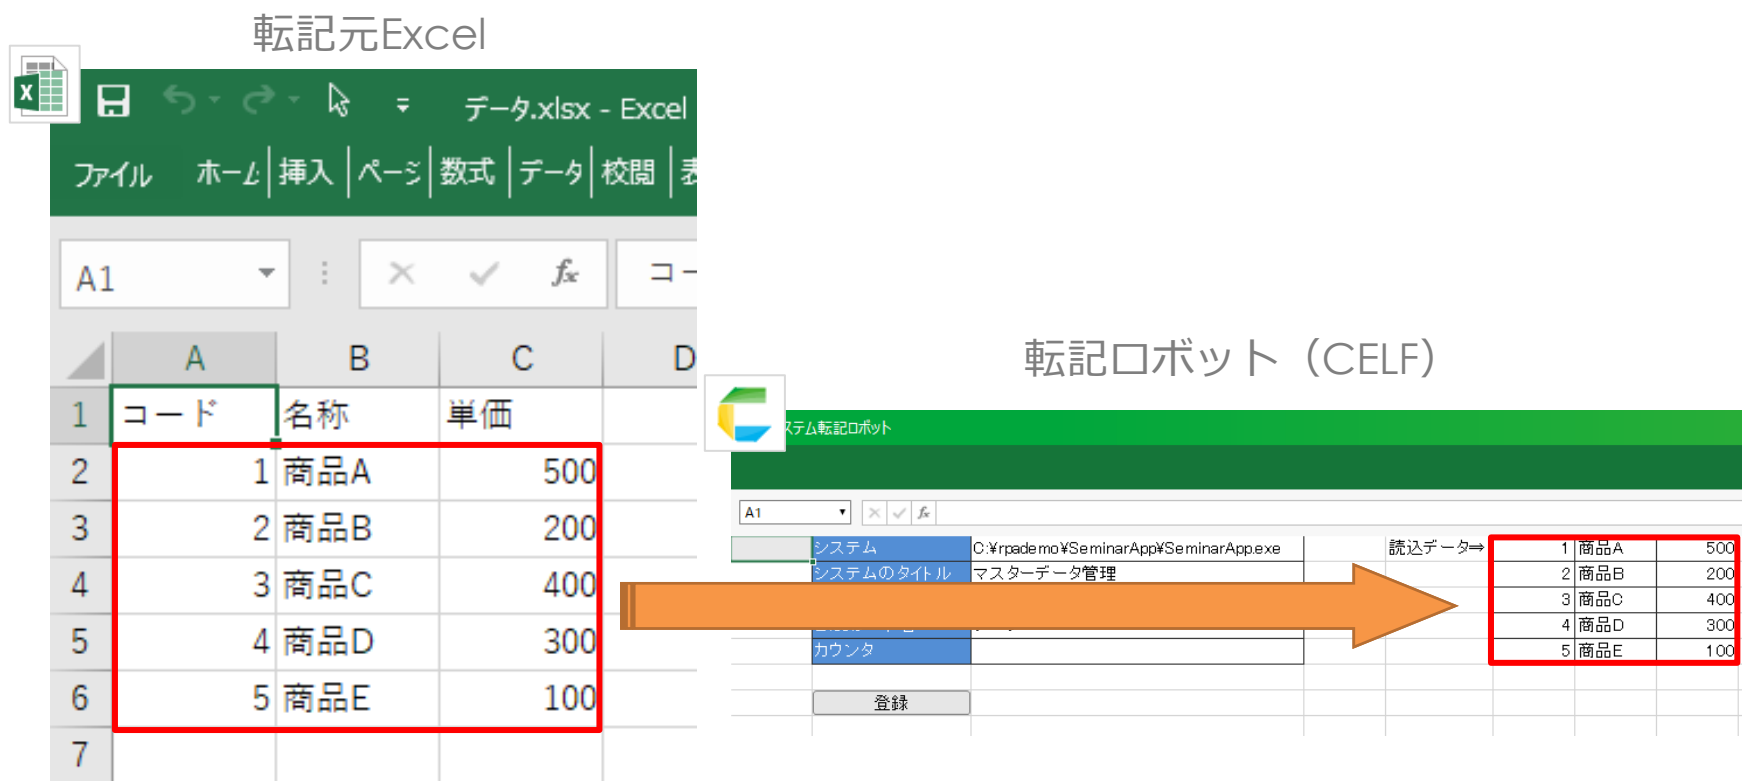 転記元Excel
データ.xlsx - Excel
ファイル ホーム 挿入 ページ 数式 データ 校閲 表
A1 fx コー
A B C D
1 コード 名称 単価
2 1 商品A 500
3 2 商品B 200
4 3 商品C 400
5 4 商品D 300
6 5 商品E 100
7
転記ロボット（CELF）
ステム転記ロボット
A1 fx
システム C:¥rpademo¥SeminarApp¥SeminarApp.exe 読込データ⇒ 1 商品A 500
システムのタイトル マスターデータ管理 2 商品B 200
3 商品C 400
4 商品D 300
カウンタ 5 商品E 100
登録